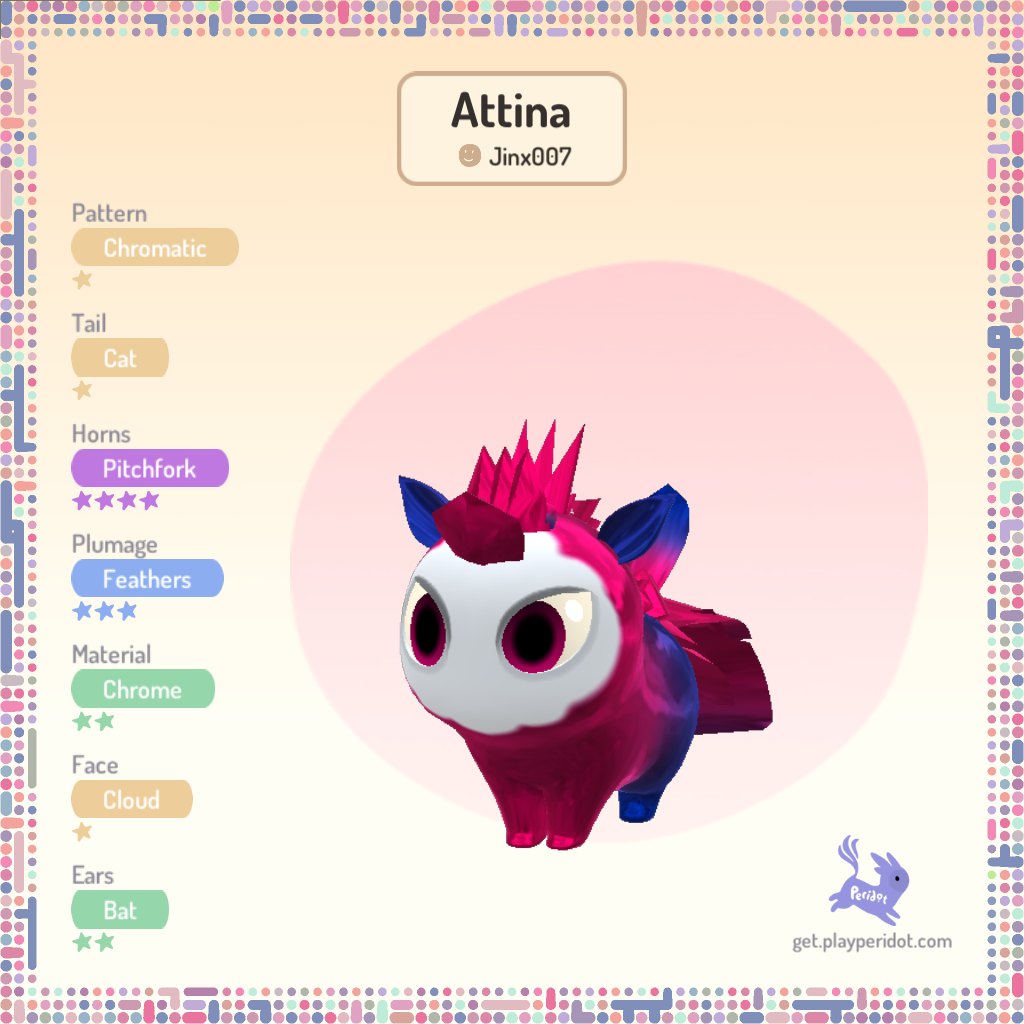 Attina
Jinx007
Pattern
Chromatic
Tail
Cat
Horns
Pitchfork
Plumage
Feathers
Material
Chrome
Face
Cloud
Ears
Bat
Peridot
get.playperidot.com